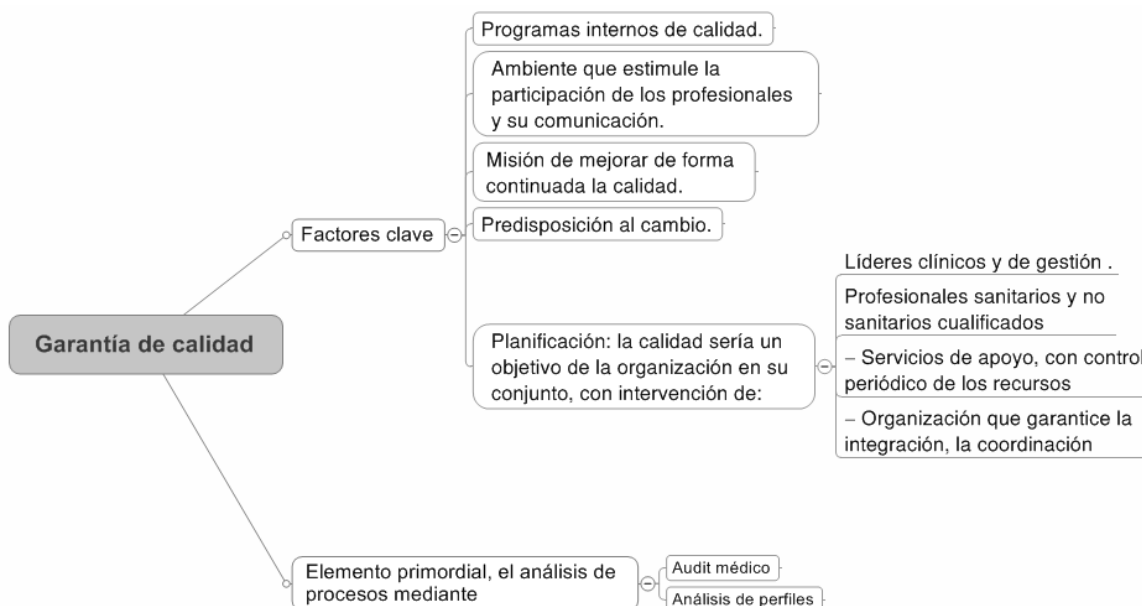 Programas internos de calidad.
Ambiente que estimule la
participación de los profesionales
y su comunicación.
Misión de mejorar de forma
continuada la calidad.
Factores clave
Predisposición al cambio.
Líderes clínicos y de gestión .
Profesionales sanitarios y no
sanitarios cualificados
Garantía de calidad
Planificación: la calidad sería un
objetivo de la organización en su
conjunto, con intervención de:
– Servicios de apoyo, con control
periódico de los recursos
– Organización que garantice la
integración, la coordinación
Elemento primordial, el análisis de
procesos mediante
Audit médico
Análisis de perfiles